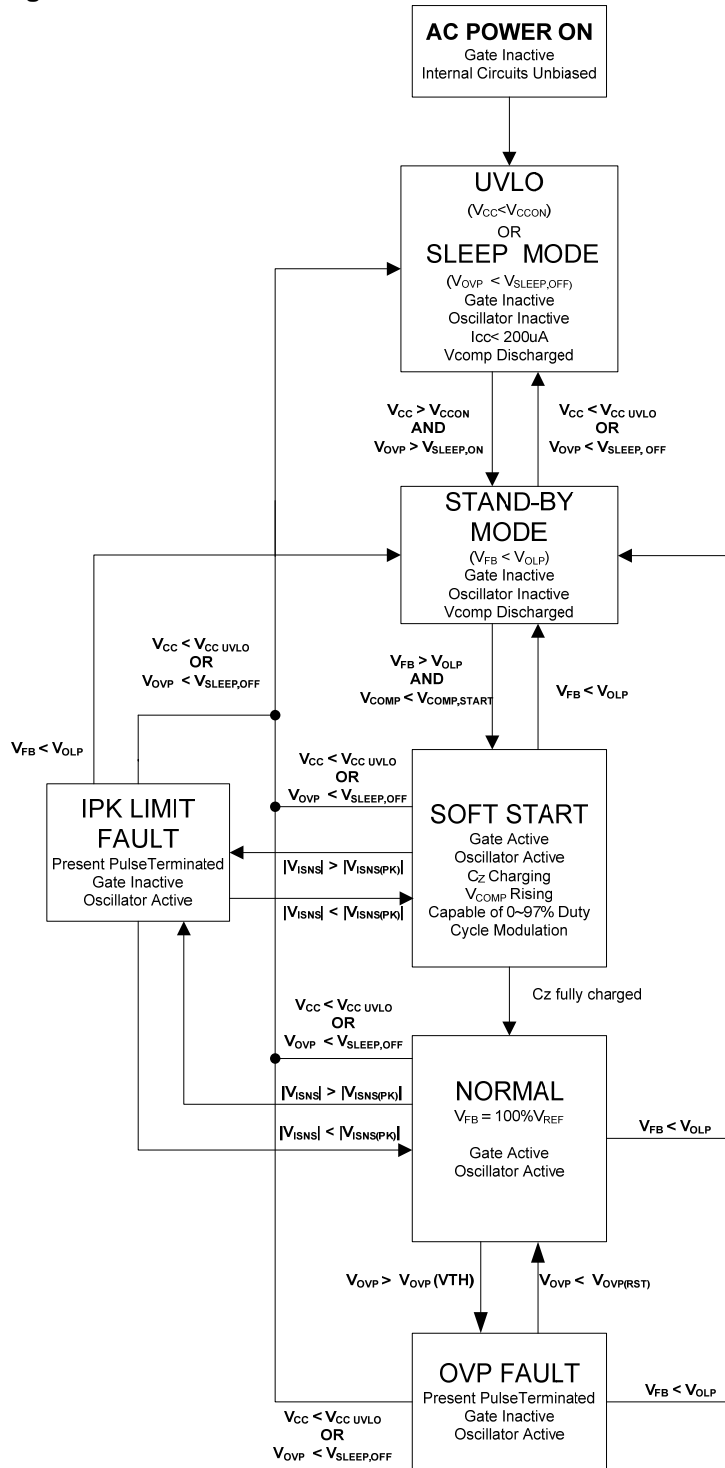 AC POWER ON
Gate Inactive
Internal Circuits Unbiased
UVLO
(VCC<VCCON)
OR
SLEEP MODE
(VOVP < VSLEEP,OFF)
Gate Inactive
Oscillator Inactive
Icc< 200uA
Vcomp Discharged
VCC > VCCON
AND
VOVP > VSLEEP,ON
VCC < VCC UVLO
OR
VOVP < VSLEEP, OFF
STAND-BY
MODE
(VFB < VOLP)
Gate Inactive
Oscillator Inactive
Vcomp Discharged
VCC < VCC UVLO
OR
VOVP < VSLEEP,OFF
VFB > VOLP
AND
VCOMP < VCOMP,START
VFB < VOLP
VFB < VOLP
VCC < VCC UVLO
OR
VOVP < VSLEEP,OFF
IPK LIMIT
FAULT
Present PulseTerminated
Gate Inactive
Oscillator Active
|VISNS| > |VISNS(PK)|
|VISNS| < |VISNS(PK)|
SOFT START
Gate Active
Oscillator Active
CZ Charging
VCOMP Rising
Capable of 0~97% Duty
Cycle Modulation
Cz fully charged
VCC < VCC UVLO
OR
VOVP < VSLEEP,OFF
|VISNS| > |VISNS(PK)|
|VISNS| < |VISNS(PK)|
NORMAL
VFB = 100%VREF
Gate Active
Oscillator Active
VFB < VOLP
VOVP > VOVP (VTH)
VOVP < VOVP(RST)
OVP FAULT
Present PulseTerminated
Gate Inactive
Oscillator Active
VFB < VOLP
VCC < VCC UVLO
OR
VOVP < VSLEEP,OFF